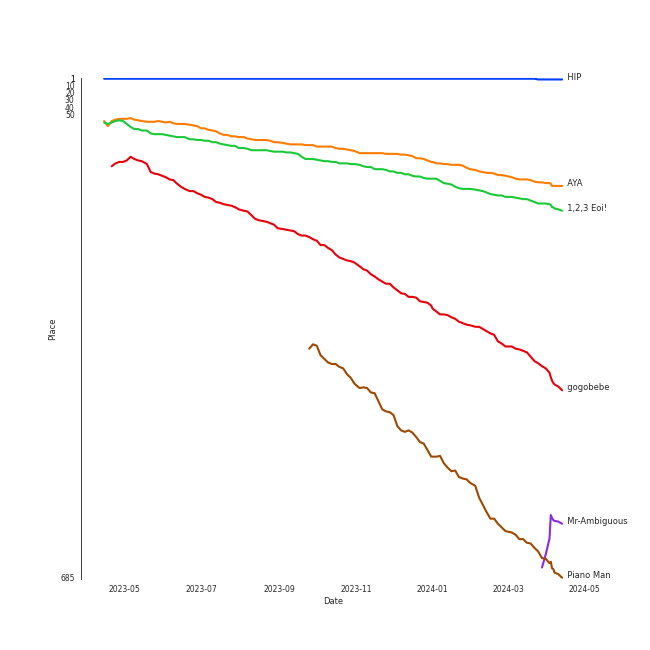 1
10
20
30
40
50
685
Place
HIP
AYA
1,2,3 Eoi!
gogobebe
Mr-Ambiguous
Piano Man
2023-05 2023-07 2023-09 2023-11 2024-01 2024-03 2024-05
Date